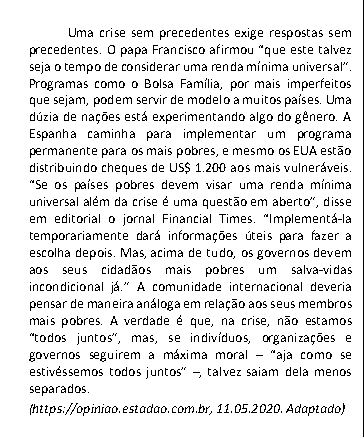 Uma crise sem precedentes exige respostas sem
precedentes. O papa Francisco afirmou “que este talvez
seja o tempo de considerar uma renda mínima universal”.
Programas como o Bolsa Família, por mais imperfeitos
que sejam, podem servir de modelo a muitos países. Uma
dúzia de nações está experimentando algo do gênero. A
Espanha caminha para implementar um programa
permanente para os mais pobres, e mesmo os EUA estão
distribuindo cheques de US$ 1.200 aos mais vulneráveis.
“Se os países pobres devem visar uma renda mínima
universal além da crise é uma questão em aberto”, disse
em editorial o jornal Financial Times. “Implementá-la
temporariamente dará informações úteis para fazer a
escolha depois. Mas, acima de tudo, os governos devem
aos seus cidadãos mais pobres um salva-vidas
incondicional já.” A comunidade internacional deveria
pensar de maneira análoga em relação aos seus membros
mais pobres. A verdade é que, na crise, não estamos
“todos juntos”, mas, se indivíduos, organizações e
governos seguirem a máxima moral – “aja como se
estivéssemos todos juntos” –, talvez saiam dela menos
separados.
(https://opiniao.estadao.com.br, 11.05.2020. Adaptado)